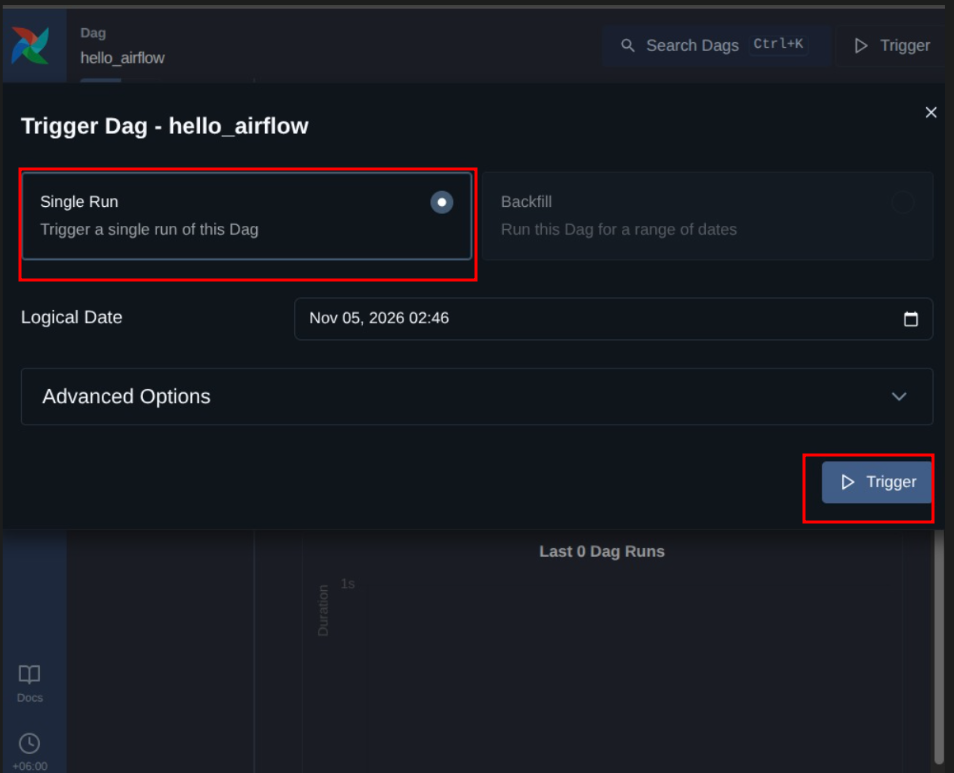 Dag
hello_airflow
Search Dags Ctrl+K
Trigger
Trigger Dag - hello_airflow
Single Run
Trigger a single run of this Dag
Backfill
Run this Dag for a range of dates
Logical Date
Nov 05, 2026 02:46
Advanced Options
Trigger
Last 0 Dag Runs
1s
Duration
Docs
+06:00